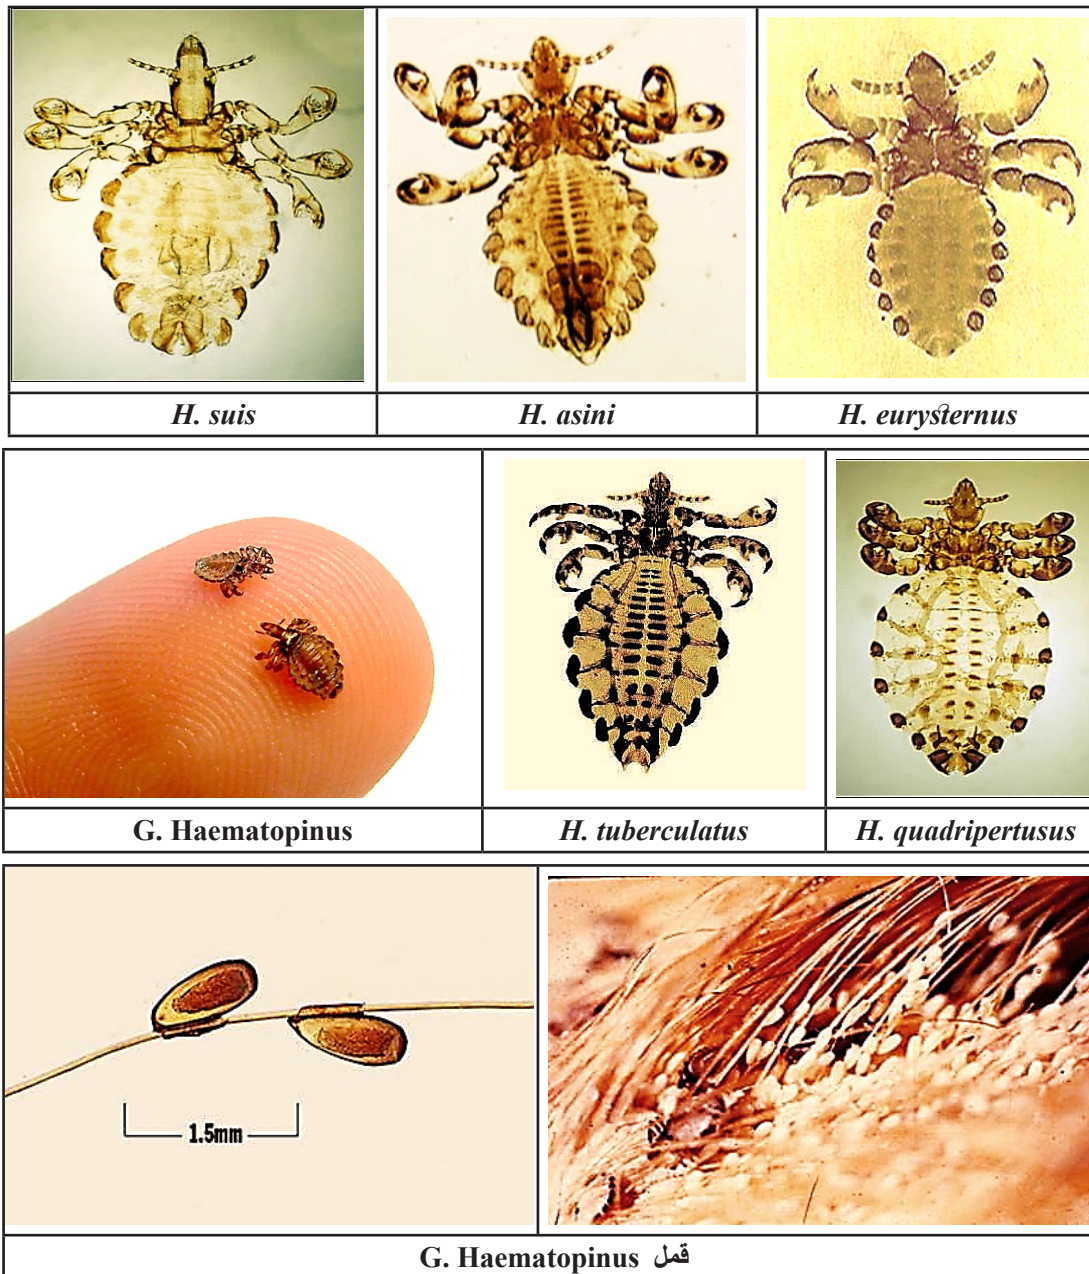 H. suis
H. asini
H. eurysternus
G. Haematopinus
H. tuberculatus
H. quadripertusus
1.5mm
G. Haematopinus قمل